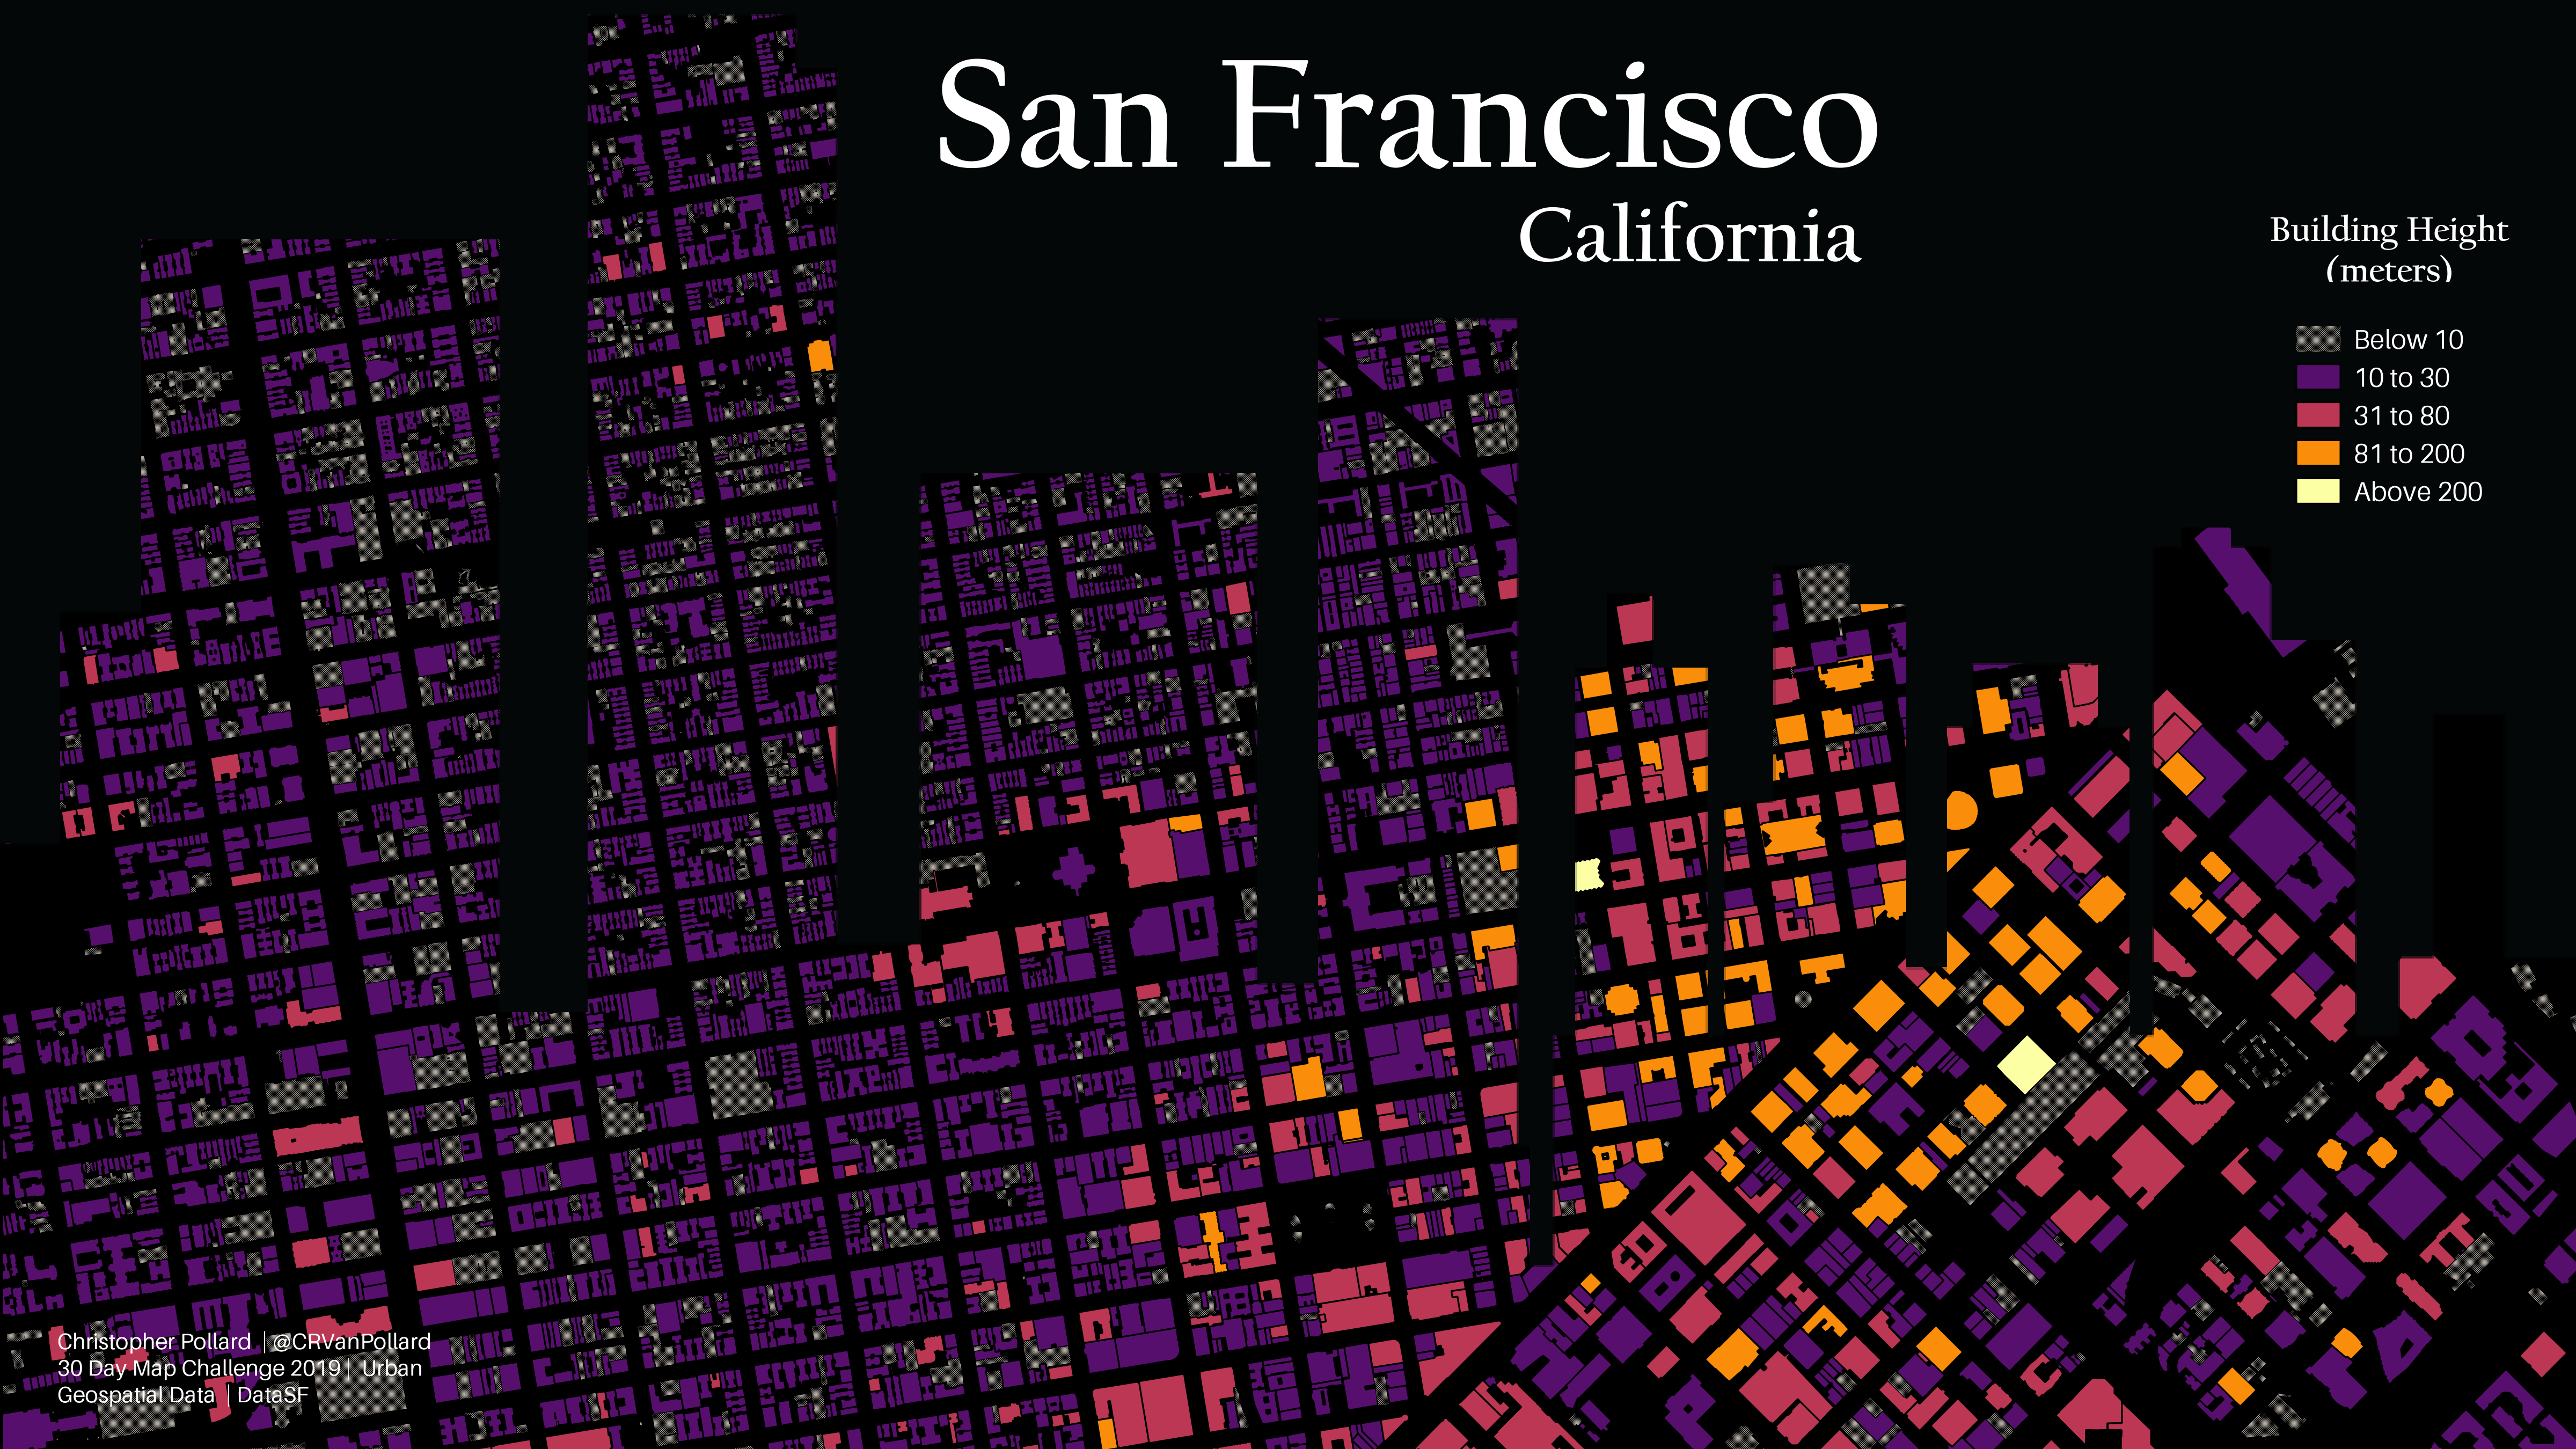 San Francisco
California
Building Height
(meters)
Below 10
10 to 30
31 to 80
81 to 200
Above 200
Christopher Pollard | @CRVanPollard
30 Day Map Challenge 2019 | Urban
Geospatial Data | DataSF